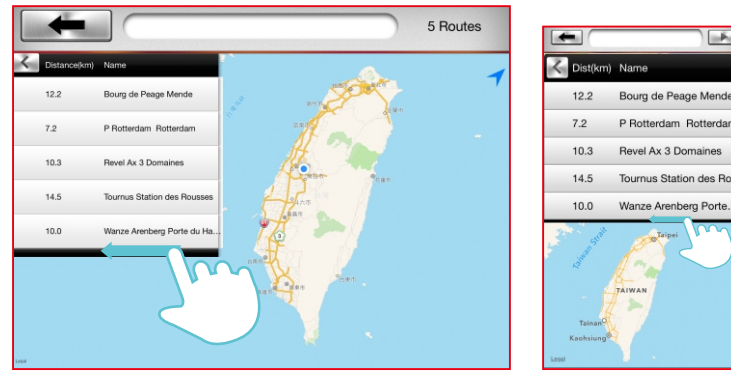 5 Routes
Distance(km) Name
12.2 Bourg de Peage Mende
7.2 P Rotterdam Rotterdam
10.3 Revel Ax 3 Domaines
14.5 Tournus Station des Rousses
10.0 Wanze Arenberg Porte du Ha...
Legal
Dist(km) Name
12.2 Bourg de Peage Mende
7.2 P Rotterdam Rotterdam
10.3 Revel Ax 3 Domaines
14.5 Tournus Station des Ro
10.0 Wanze Arenberg Porte.
Taiwan Strait
Taipei
TAIWAN
Tainan
Kaohsiung
Legal